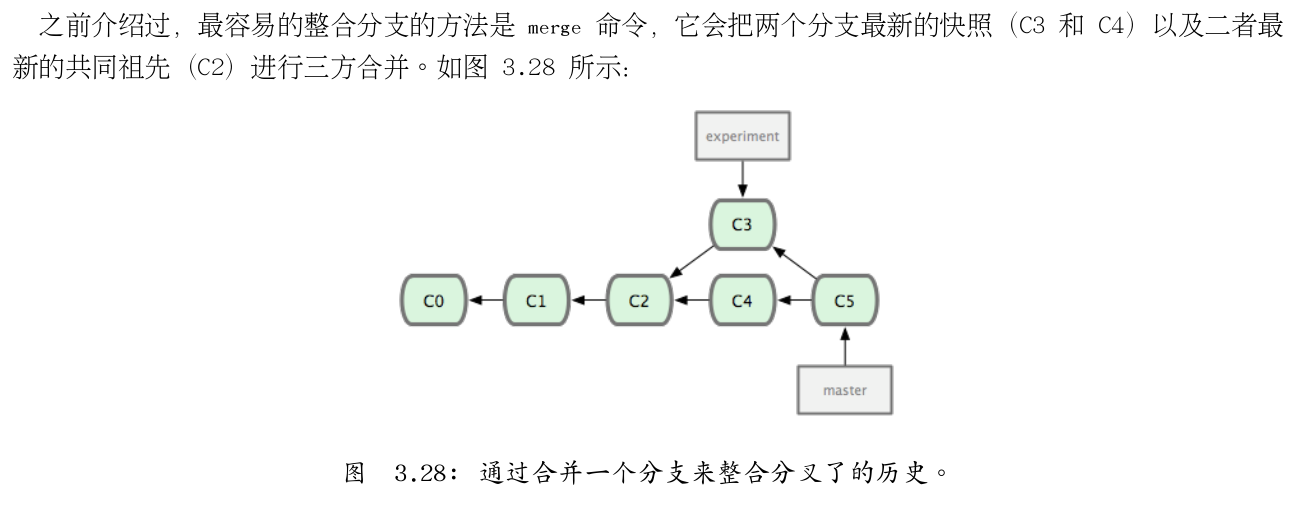 之前介绍过，最容易的整合分支的方法是 merge 命令，它会把两个分支最新的快照（C3 和 C4）以及二者最
新的共同祖先（C2）进行三方合并。如图 3.28 所示：
experiment
C3
C0 C1 C2 C4 C5
master
图 3.28: 通过合并一个分支来整合分叉了的历史。